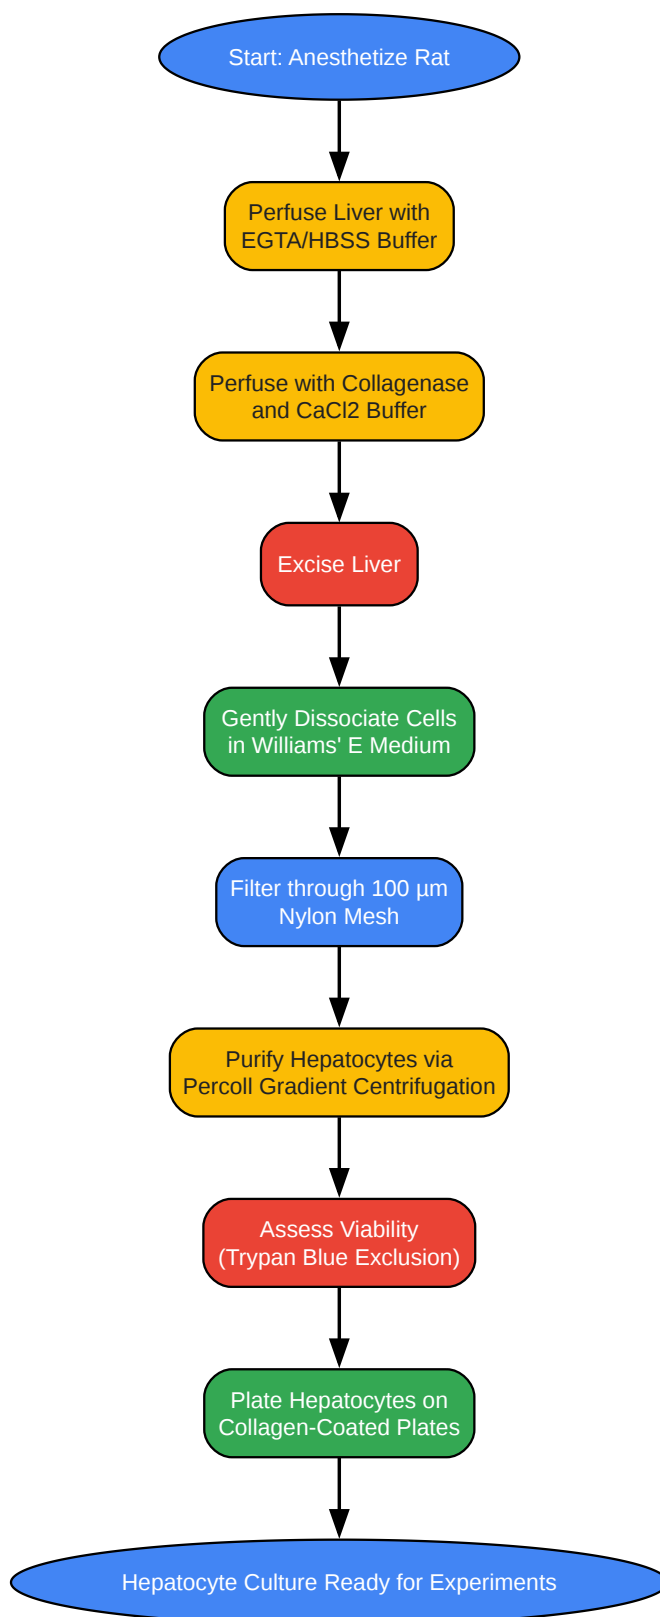 Start: Anesthetize Rat
Perfuse Liver with
EGTA/HBSS Buffer
Perfuse with Collagenase
and CaCl2 Buffer
Excise Liver
Gently Dissociate Cells
in Williams' E Medium
Filter through 100 µm
Nylon Mesh
Purify Hepatocytes via
Percoll Gradient Centrifugation
Assess Viability
(Trypan Blue Exclusion)
Plate Hepatocytes on
Collagen-Coated Plates
Hepatocyte Culture Ready for Experiments